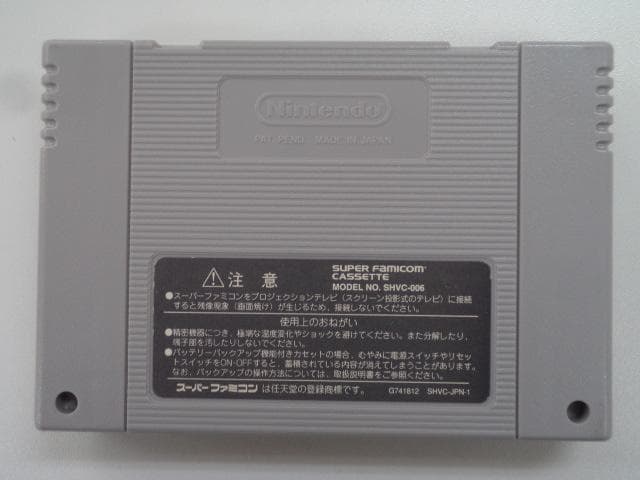 Nintendo
PAT. PEND. MADE IN JAPAN
⚠注意
SUPER FAMICOM
CASSETTE
MODEL NO. SHVC-006
●スーパーファミコンをプロジェクションテレビ（スクリーン投影式のテレビ）に接続
すると残像現象（画面焼け）が生じるため、接続しないでください。
使用上のおねがい
●精密機器につき、極端な温度変化やショックを避けてください。また分解したり、
端子部を汚したりしないでください。
●バッテリーバックアップ機能付きカセットの場合、むやみに電源スイッチやリセッ
トスイッチをON-OFFすると、蓄積されている内容が消えてしまうことがあります。
なお、バックアップの操作方法については、取扱説明書をご参照ください。
スーパーファミコンは任天堂の登録商標です。 G741812 SHVC-JPN-1